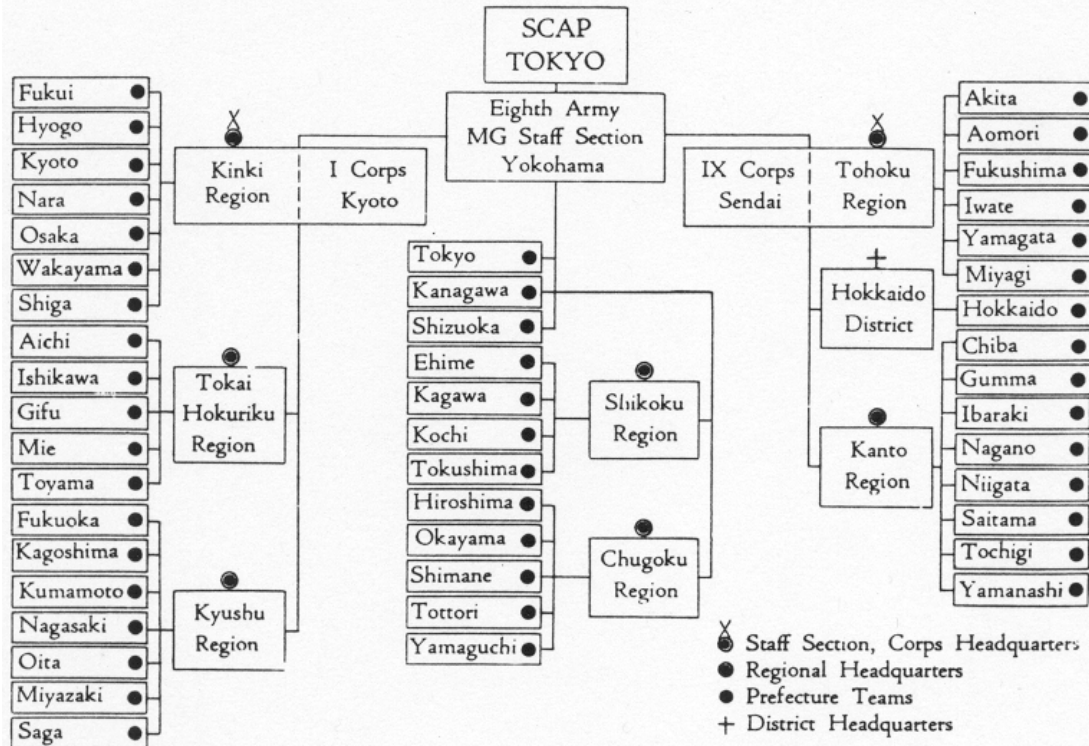 SCAP
TOKYO
Eighth Army
MG Staff Section
Yokohama
Fukui
Hyogo
Kyoto
Nara
Osaka
Wakayama
Shiga
Kinki
Region
I Corps
Kyoto
Aichi
Ishikawa
Gifu
Mie
Toyama
Tokai
Hokuriku
Region
Fukuoka
Kagoshima
Kumamoto
Nagasaki
Oita
Miyazaki
Saga
Kyushu
Region
Tokyo
Kanagawa
Shizuoka
Ehime
Kagawa
Kochi
Tokushima
Shikoku
Region
Hiroshima
Okayama
Shimane
Tottori
Yamaguchi
Chugoku
Region
IX Corps
Sendai
Tohoku
Region
Akita
Aomori
Fukushima
Iwate
Yamagata
Miyagi
Hokkaido
District
Hokkaido
Kanto
Region
Chiba
Gumma
Ibaraki
Nagano
Niigata
Saitama
Tochigi
Yamanashi
Staff Section, Corps Headquarters
Regional Headquarters
Prefecture Teams
District Headquarters